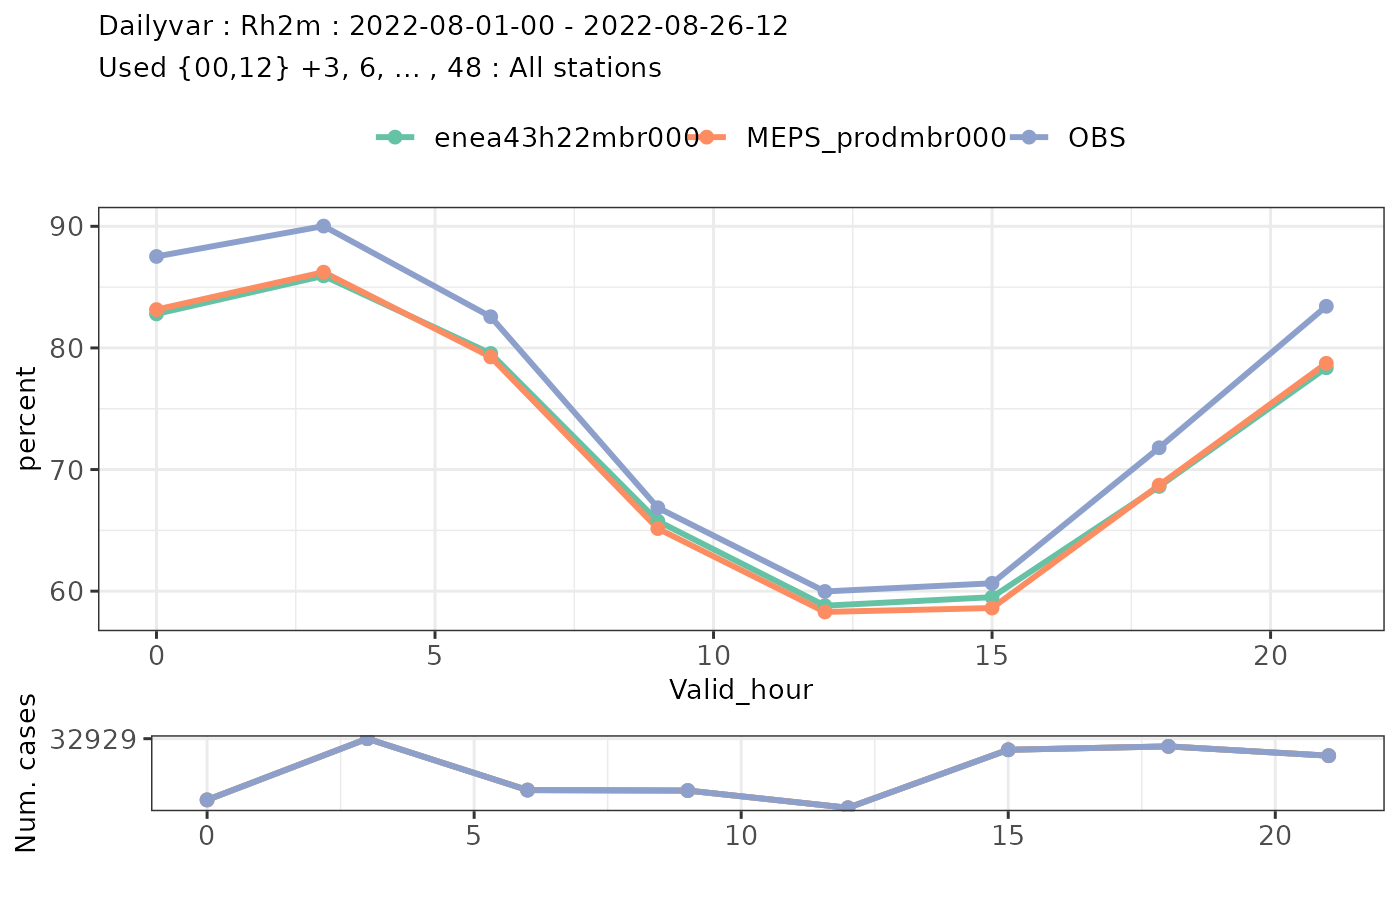 Dailyvar : Rh2m : 2022-08-01-00 - 2022-08-26-12
Used {00,12} +3, 6, ... , 48 : All stations
enea43h22mbr000 MEPS_prodmbr000 OBS
90
80
70
60
percent
0 5 10 15 20
Valid_hour
32929
Num. cases
0 5 10 15 20